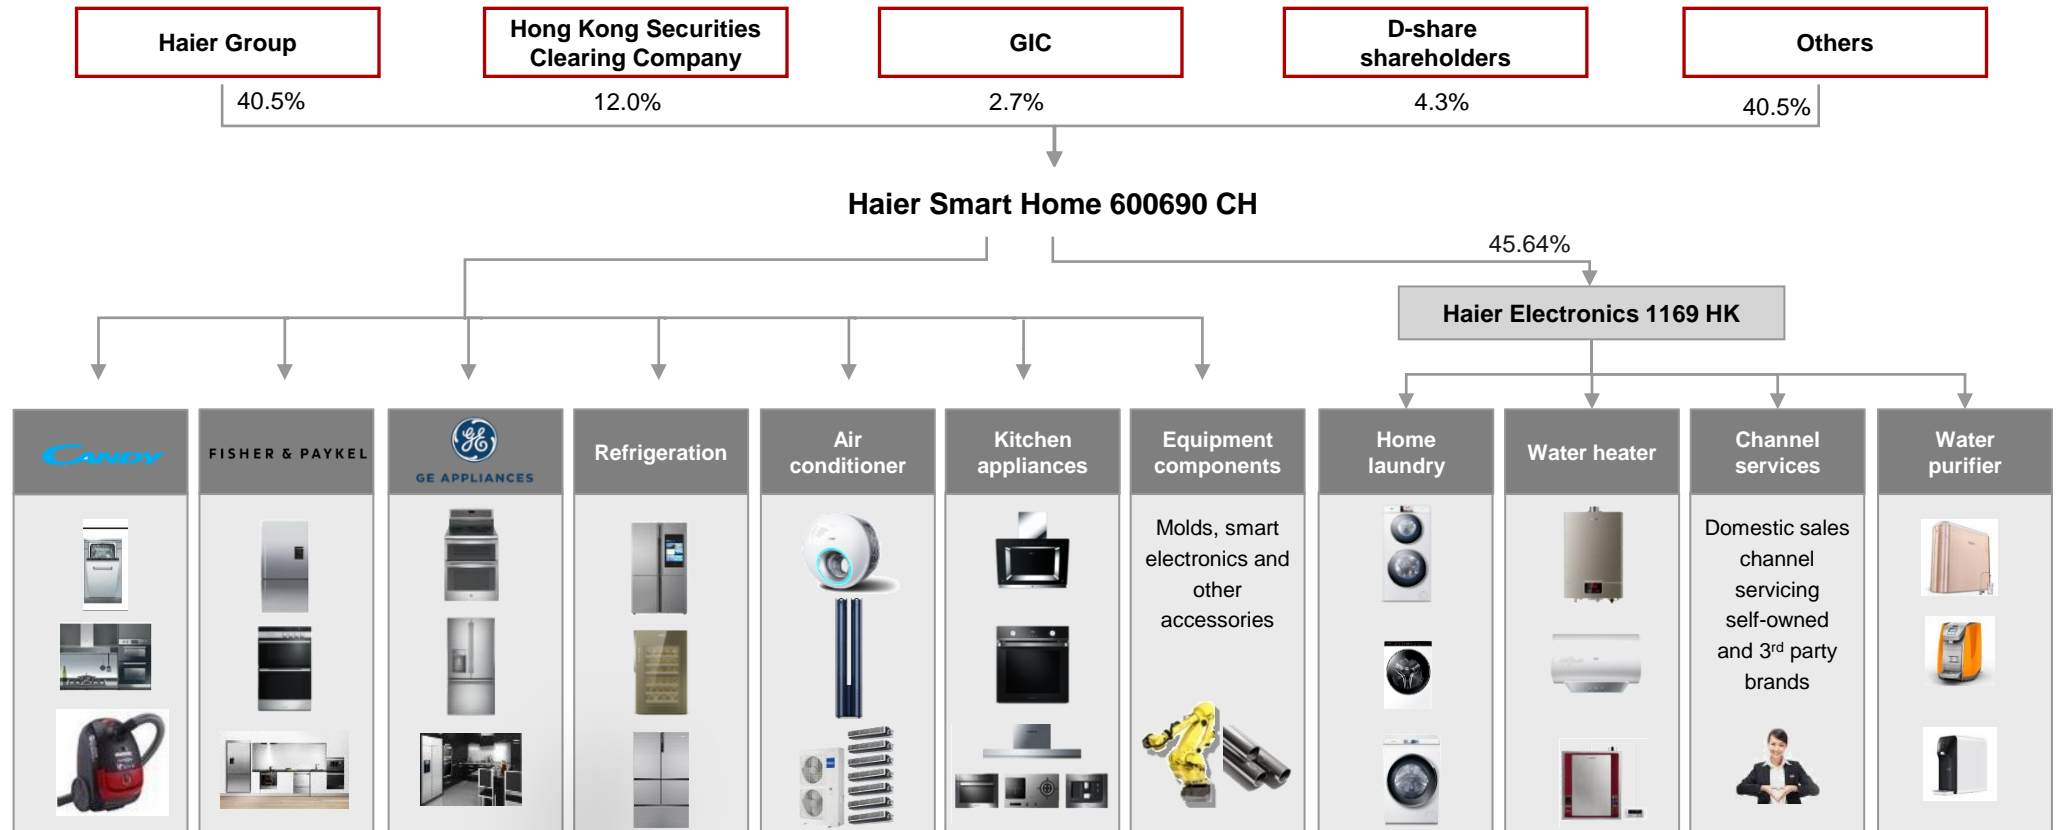 Haier Group
Hong Kong Securities
Clearing Company
GIC
D-share
shareholders
Others
40.5%
12.0%
2.7%
4.3%
40.5%
Haier Smart Home 600690 CH
45.64%
Haier Electronics 1169 HK
CANDY
FISHER & PAYKEL
GE
GE APPLIANCES
Refrigeration
Air
conditioner
Kitchen
appliances
Equipment
components
Home
laundry
Water heater
Channel
services
Water
purifier
Molds, smart
electronics and
other
accessories
Domestic sales
channel
servicing
self-owned
and 3rd party
brands